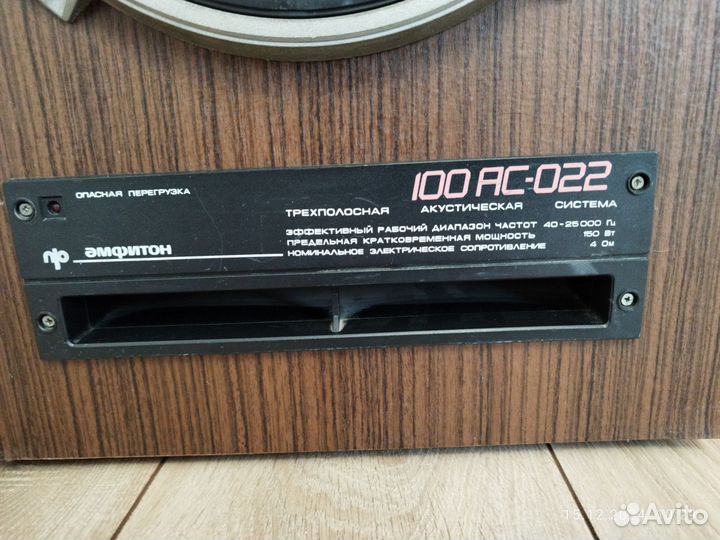 100 АС-022
ОПАСНАЯ ПЕРЕГРУЗКА
ТРЕХПОЛОСНАЯ АКУСТИЧЕСКАЯ СИСТЕМА
ЭФФЕКТИВНЫЙ РАБОЧИЙ ДИАПАЗОН ЧАСТОТ 40-25000 Гц
ПРЕДЕЛЬНАЯ КРАТКОВРЕМЕННАЯ МОЩНОСТЬ 150 Вт
НОМИНАЛЬНОЕ ЭЛЕКТРИЧЕСКОЕ СОПРОТИВЛЕНИЕ 4 Ом
амфитон
Avito